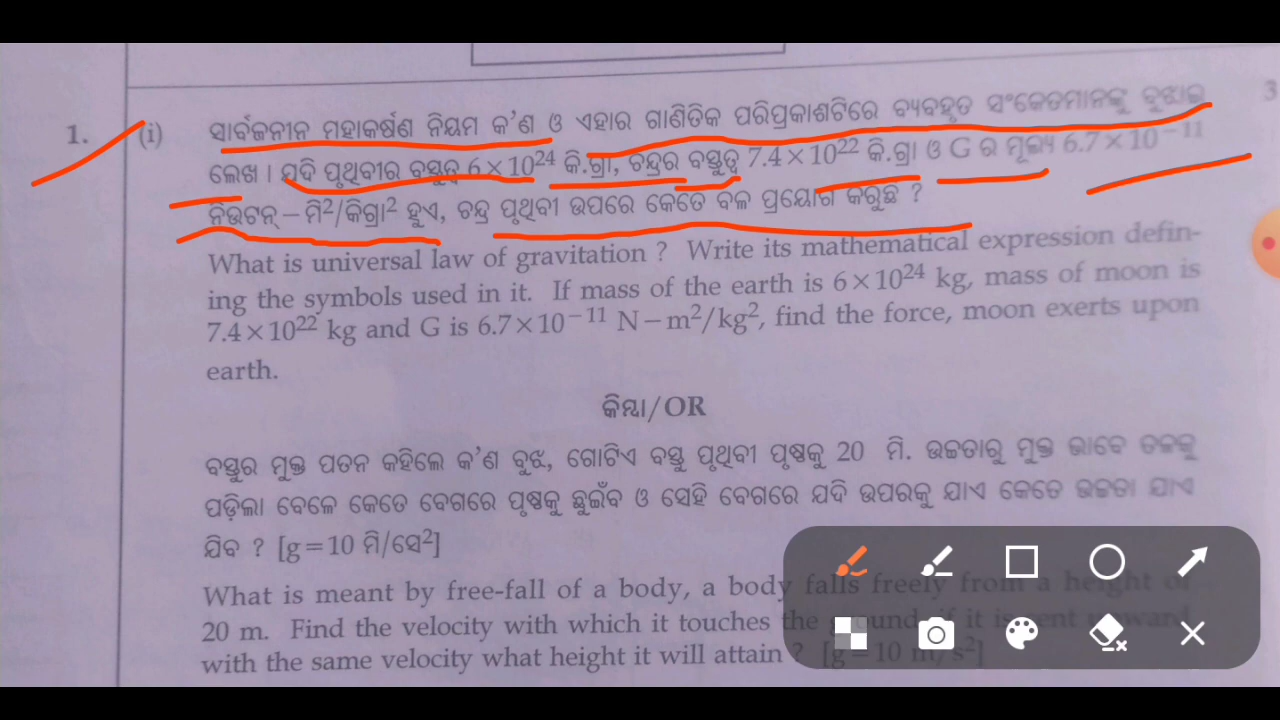 1. (i) ସାର୍ବଜନୀନ ମହାକର୍ଷଣ ନିୟମ କ'ଣ ଓ ଏହାର ଗାଣିତିକ ପରିପ୍ରକାଶଟିରେ ବ୍ୟବହୃତ ସଂକେତମାନଙ୍କୁ ବୁଝାଇ 3
ଲେଖ । ଯଦି ପୃଥିବୀର ବସ୍ତୁତ୍ୱ 6×10²⁴ କି.ଗ୍ରା, ଚନ୍ଦ୍ରର ବସ୍ତୁତ୍ୱ 7.4×10²² କି.ଗ୍ରା ଓ G ର ମୂଲ୍ୟ 6.7×10⁻¹¹
ନିଉଟନ୍ – ମି²/କିଗ୍ରା² ହୁଏ, ଚନ୍ଦ୍ର ପୃଥିବୀ ଉପରେ କେତେ ବଳ ପ୍ରୟୋଗ କରୁଛି ?
What is universal law of gravitation ? Write its mathematical expression defin-
ing the symbols used in it. If mass of the earth is 6×10²⁴ kg, mass of moon is
7.4×10²² kg and G is 6.7×10⁻¹¹ N–m²/kg², find the force, moon exerts upon
earth.
କିମ୍ବା/OR
ବସ୍ତୁର ମୁକ୍ତ ପତନ କହିଲେ କ'ଣ ବୁଝ, ଗୋଟିଏ ବସ୍ତୁ ପୃଥିବୀ ପୃଷ୍ଠକୁ 20 ମି. ଉଚ୍ଚତାରୁ ମୁକ୍ତ ଭାବେ ତଳକୁ
ପଡ଼ିଲା ବେଳେ କେତେ ବେଗରେ ପୃଷ୍ଠକୁ ଛୁଇଁବ ଓ ସେହି ବେଗରେ ଯଦି ଉପରକୁ ଯାଏ କେତେ ଉଚ୍ଚତା ଯାଏ
ଯିବ ? [g=10 ମି/ସେ²]
What is meant by free-fall of a body, a body falls freely from a height of
20 m. Find the velocity with which it touches the ground, if it is sent upward
with the same velocity what height it will attain ? [g=10 m/s²]